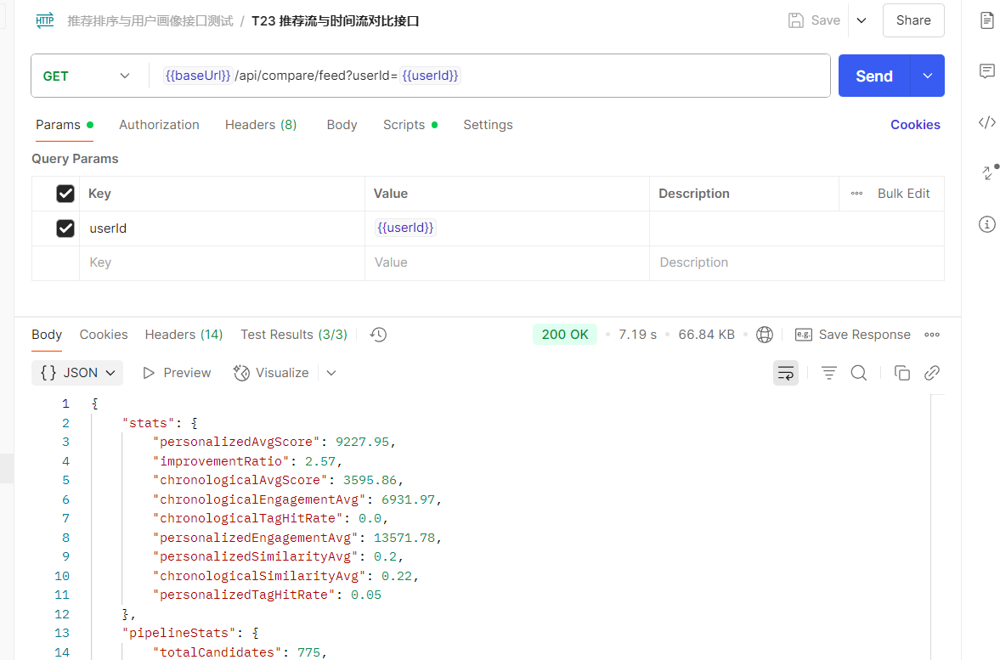 HTTP 推荐排序与用户画像接口测试 / T23 推荐流与时间流对比接口 Save Share
GET {{baseUrl}} /api/compare/feed?userId= {{userId}} Send
Params Authorization Headers (8) Body Scripts Settings Cookies
Query Params
Key Value Description Bulk Edit
userId {{userId}}
Key Value Description
Body Cookies Headers (14) Test Results (3/3) 200 OK 7.19 s 66.84 KB e.g. Save Response
{} JSON Preview Visualize
1 {
2 "stats": {
3 "personalizedAvgScore": 9227.95,
4 "improvementRatio": 2.57,
5 "chronologicalAvgScore": 3595.86,
6 "chronologicalEngagementAvg": 6931.97,
7 "chronologicalTagHitRate": 0.0,
8 "personalizedEngagementAvg": 13571.78,
9 "personalizedSimilarityAvg": 0.2,
10 "chronologicalSimilarityAvg": 0.22,
11 "personalizedTagHitRate": 0.05
12 },
13 "pipelineStats": {
14 "totalCandidates": 775,